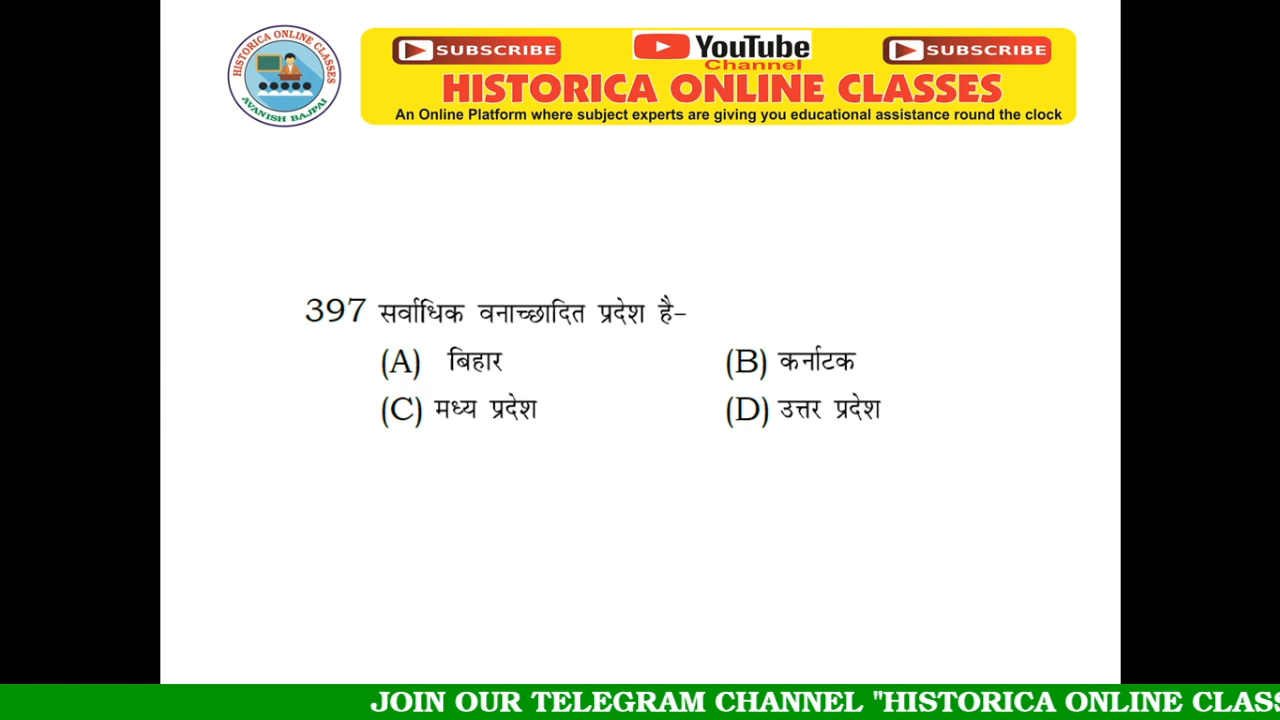 HISTORICA ONLINE CLASSES
AVANISH BAJPAI
SUBSCRIBE
YouTube
Channel
SUBSCRIBE
HISTORICA ONLINE CLASSES
An Online Platform where subject experts are giving you educational assistance round the clock
397 सर्वाधिक वनाच्छादित प्रदेश है-
(A) बिहार (B) कर्नाटक
(C) मध्य प्रदेश (D) उत्तर प्रदेश
JOIN OUR TELEGRAM CHANNEL "HISTORICA ONLINE CLASS